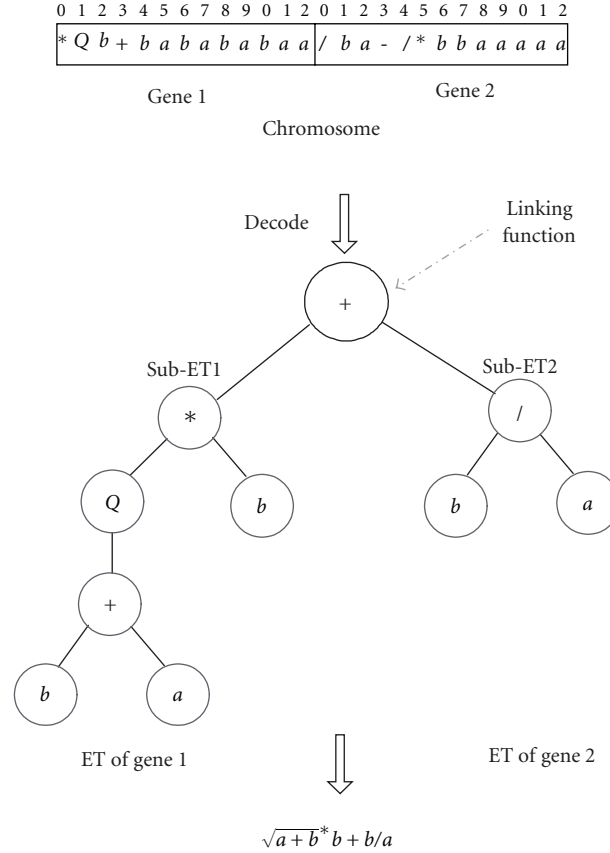 0 1 2 3 4 5 6 7 8 9 0 1 2 0 1 2 3 4 5 6 7 8 9 0 1 2
* Q b + b a b a b a b a a / b a - / * b b a a a a a
Gene 1 Gene 2
Chromosome
Decode
Linking
function
+
Sub-ET1 Sub-ET2
* /
Q b b a
+
b a
ET of gene 1 ET of gene 2
√a + b * b + b/a